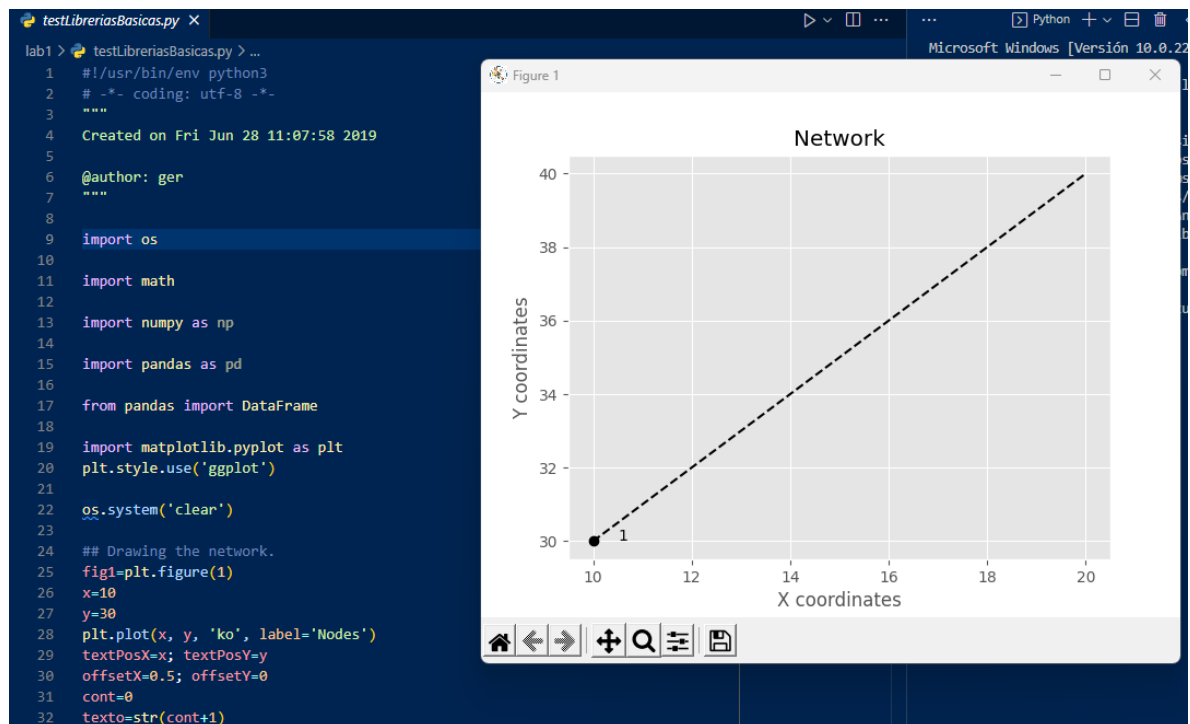 testLibreriasBasicas.py
Python
lab1 > testLibreriasBasicas.py > ...
Microsoft Windows [Versión 10.0.22
1 #!/usr/bin/env python3
2 # -*- coding: utf-8 -*-
3 """
4 Created on Fri Jun 28 11:07:58 2019
5
6 @author: ger
7 """
8
9 import os
10
11 import math
12
13 import numpy as np
14
15 import pandas as pd
16
17 from pandas import DataFrame
18
19 import matplotlib.pyplot as plt
20 plt.style.use('ggplot')
21
22 os.system('clear')
23
24 ## Drawing the network.
25 fig1=plt.figure(1)
26 x=10
27 y=30
28 plt.plot(x, y, 'ko', label='Nodes')
29 textPosX=x; textPosY=y
30 offsetX=0.5; offsetY=0
31 cont=0
32 texto=str(cont+1)
Figure 1
Network
40
38
36
34
32
30
Y coordinates
1
10 12 14 16 18 20
X coordinates